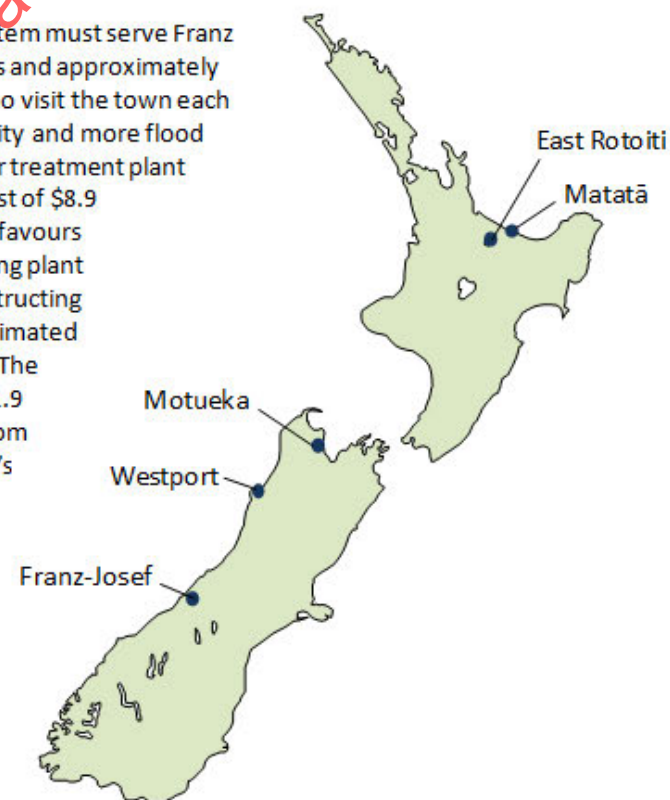 tem must serve Franz
s and approximately
o visit the town each
ity and more flood
r treatment plant
st of $8.9
favours
ng plant
tructing
imated
The
.9
om
's
East Rotoiti
Matatā
Motueka
Westport
Franz-Josef